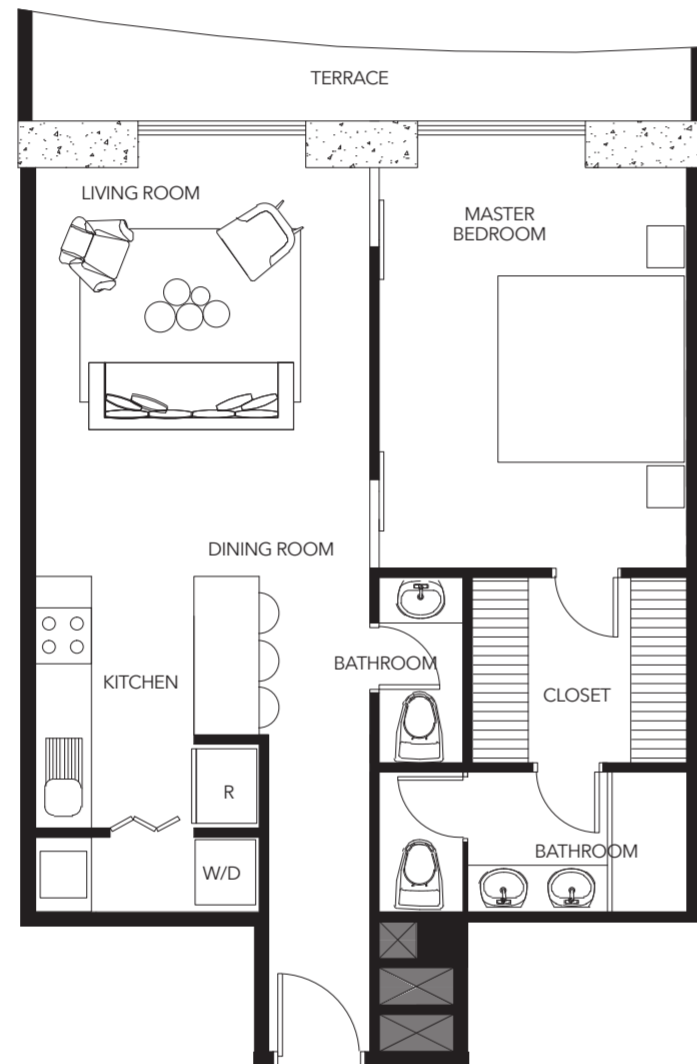 TERRACE
LIVING ROOM
MASTER
BEDROOM
DINING ROOM
BATHROOM
KITCHEN
CLOSET
R
BATHROOM
W/D